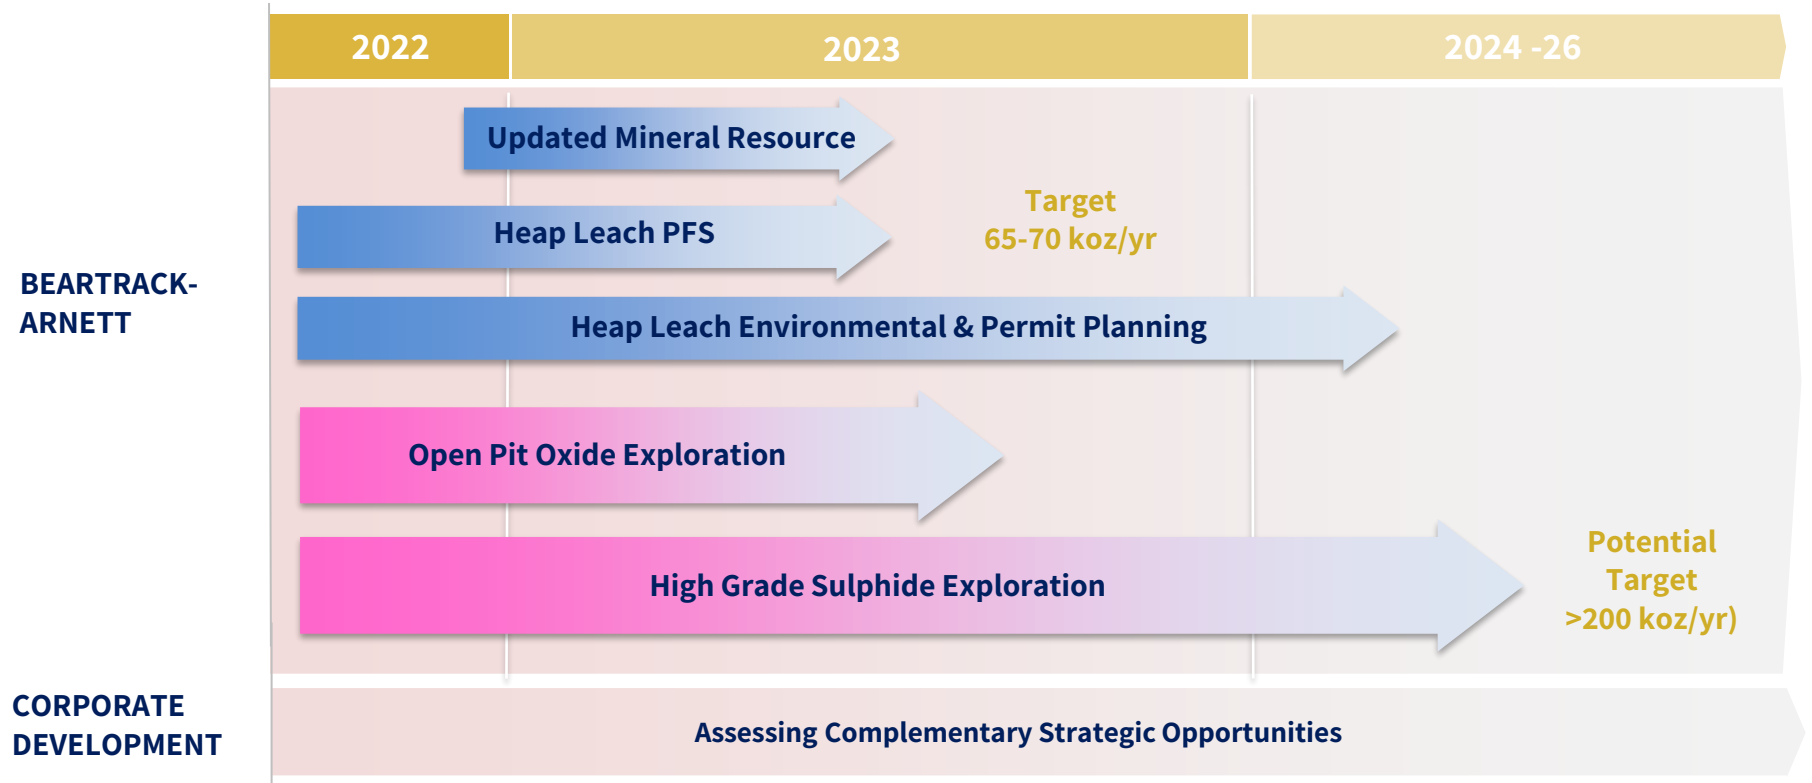 2022
2023
2024 -26
Updated Mineral Resource
Target
65-70 koz/yr
Heap Leach PFS
BEARTRACK-
ARNETT
Heap Leach Environmental & Permit Planning
Open Pit Oxide Exploration
High Grade Sulphide Exploration
Potential
Target
>200 koz/yr)
CORPORATE
DEVELOPMENT
Assessing Complementary Strategic Opportunities